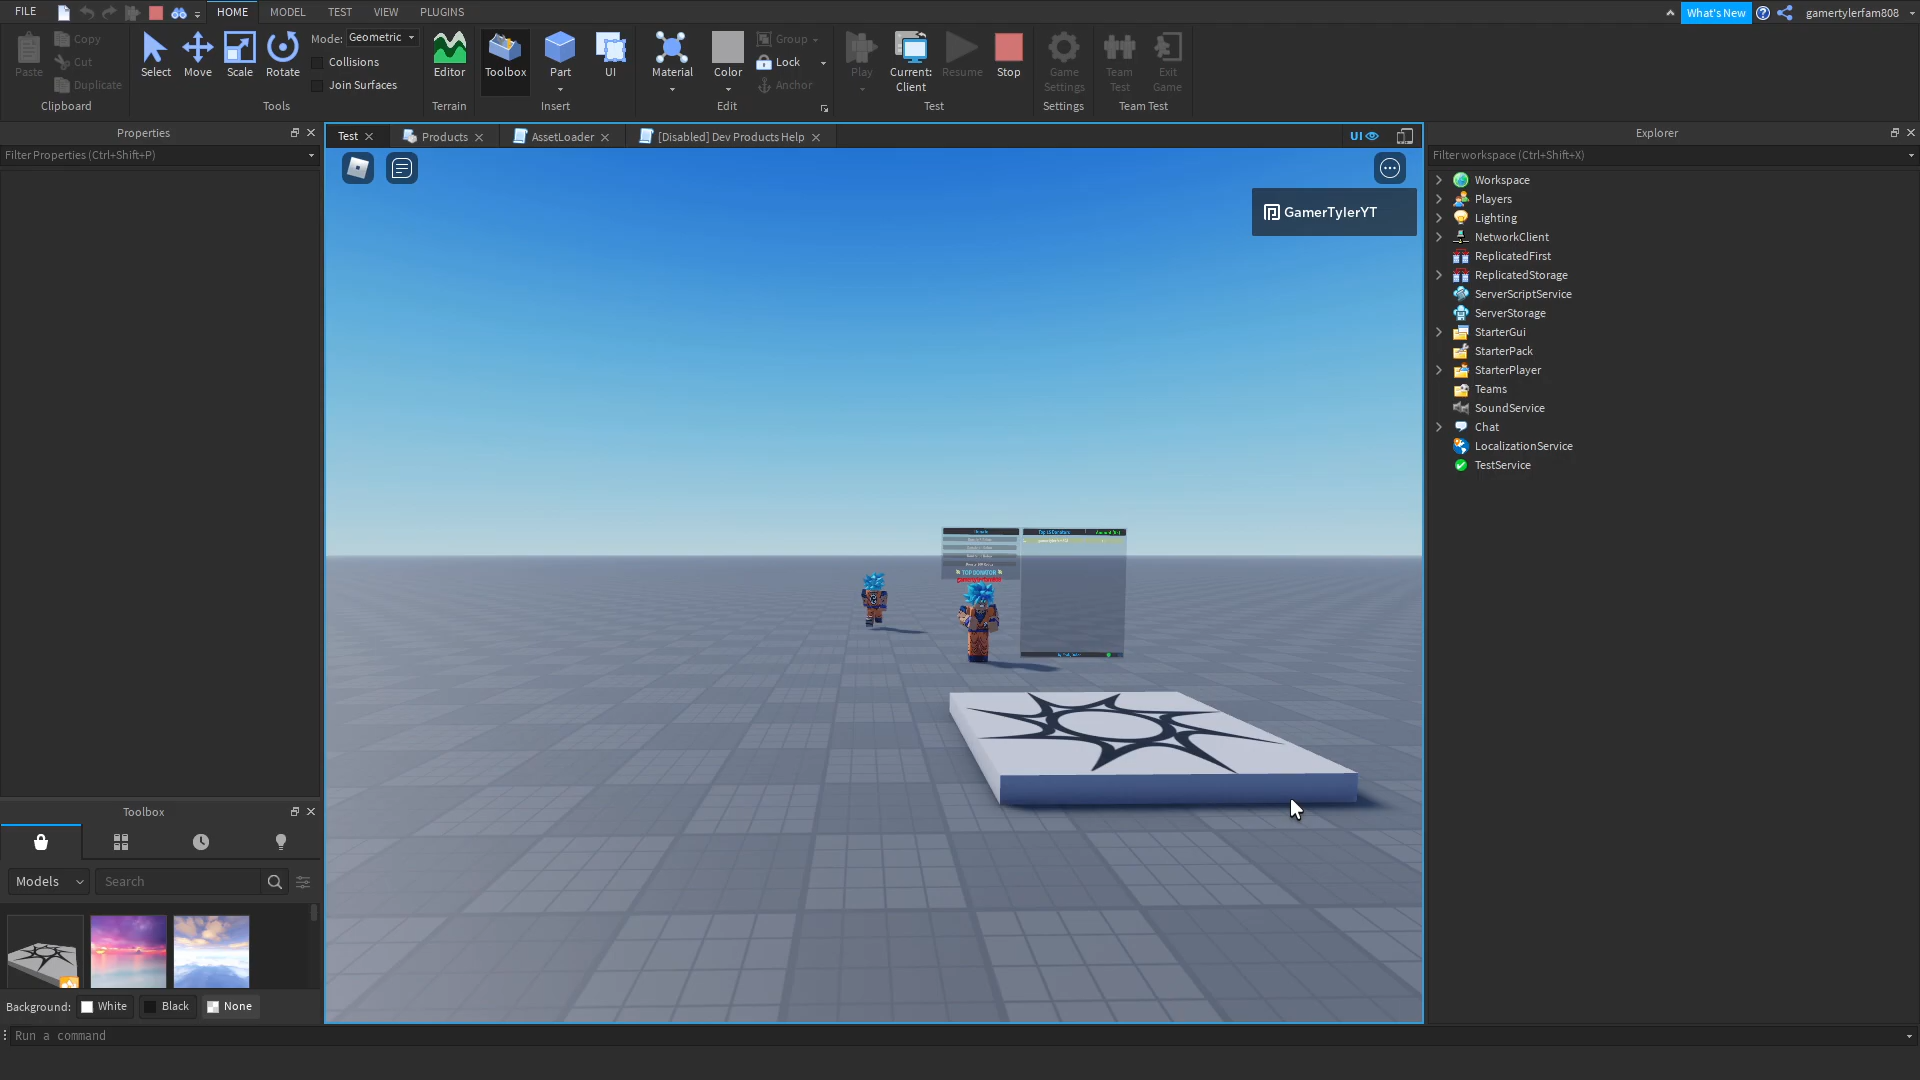 FILE HOME MODEL TEST VIEW PLUGINS What's New gamertylerfam808
Paste Copy Cut Duplicate
Clipboard
Select Move Scale Rotate
Mode: Geometric
Collisions
Join Surfaces
Tools
Editor
Terrain
Toolbox Part UI
Insert
Material Color Group Lock Anchor
Edit
Play Current: Client Resume Stop
Test
Game Settings
Settings
Team Test Exit Game
Team Test
Properties
Filter Properties (Ctrl+Shift+P)
Test Products AssetLoader [Disabled] Dev Products Help UI
GamerTylerYT
TOP DONATOR
Explorer
Filter workspace (Ctrl+Shift+X)
Workspace
Players
Lighting
NetworkClient
ReplicatedFirst
ReplicatedStorage
ServerScriptService
ServerStorage
StarterGui
StarterPack
StarterPlayer
Teams
SoundService
Chat
LocalizationService
TestService
Toolbox
Models Search
Background: White Black None
Run a command